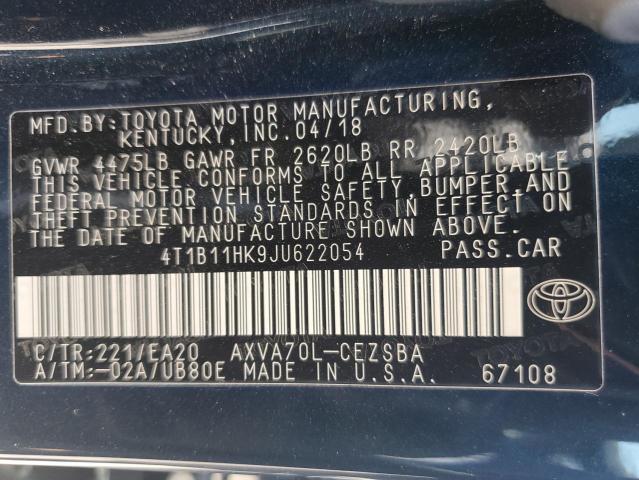 MFD.BY:TOYOTA MOTOR MANUFACTURING,
KENTUCKY,INC.04/18
GVWR 4475LB GAWR FR 2620LB RR 2420LB
THIS VEHICLE CONFORMS TO ALL APPLICABLE
FEDERAL MOTOR VEHICLE SAFETY,BUMPER,AND
THEFT PREVENTION STANDARDS IN EFFECT ON
THE DATE OF MANUFACTURE SHOWN ABOVE.
4T1B11HK9JU622054 PASS.CAR
C/TR:221/EA20 AXVA70L-CEZSBA
A/TM:-02A/UB80E MADE IN U.S.A. 67108